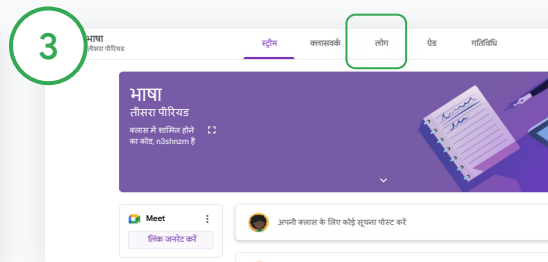 3
भाषा
तीसरा पीरियड
स्ट्रीम क्लासवर्क लोग ग्रेड गतिविधि
भाषा
तीसरा पीरियड
क्लास में शामिल होने
का कोड, n3shnzm है
Meet
लिंक जनरेट करें
अपनी क्लास के लिए कोई सूचना पोस्ट करें